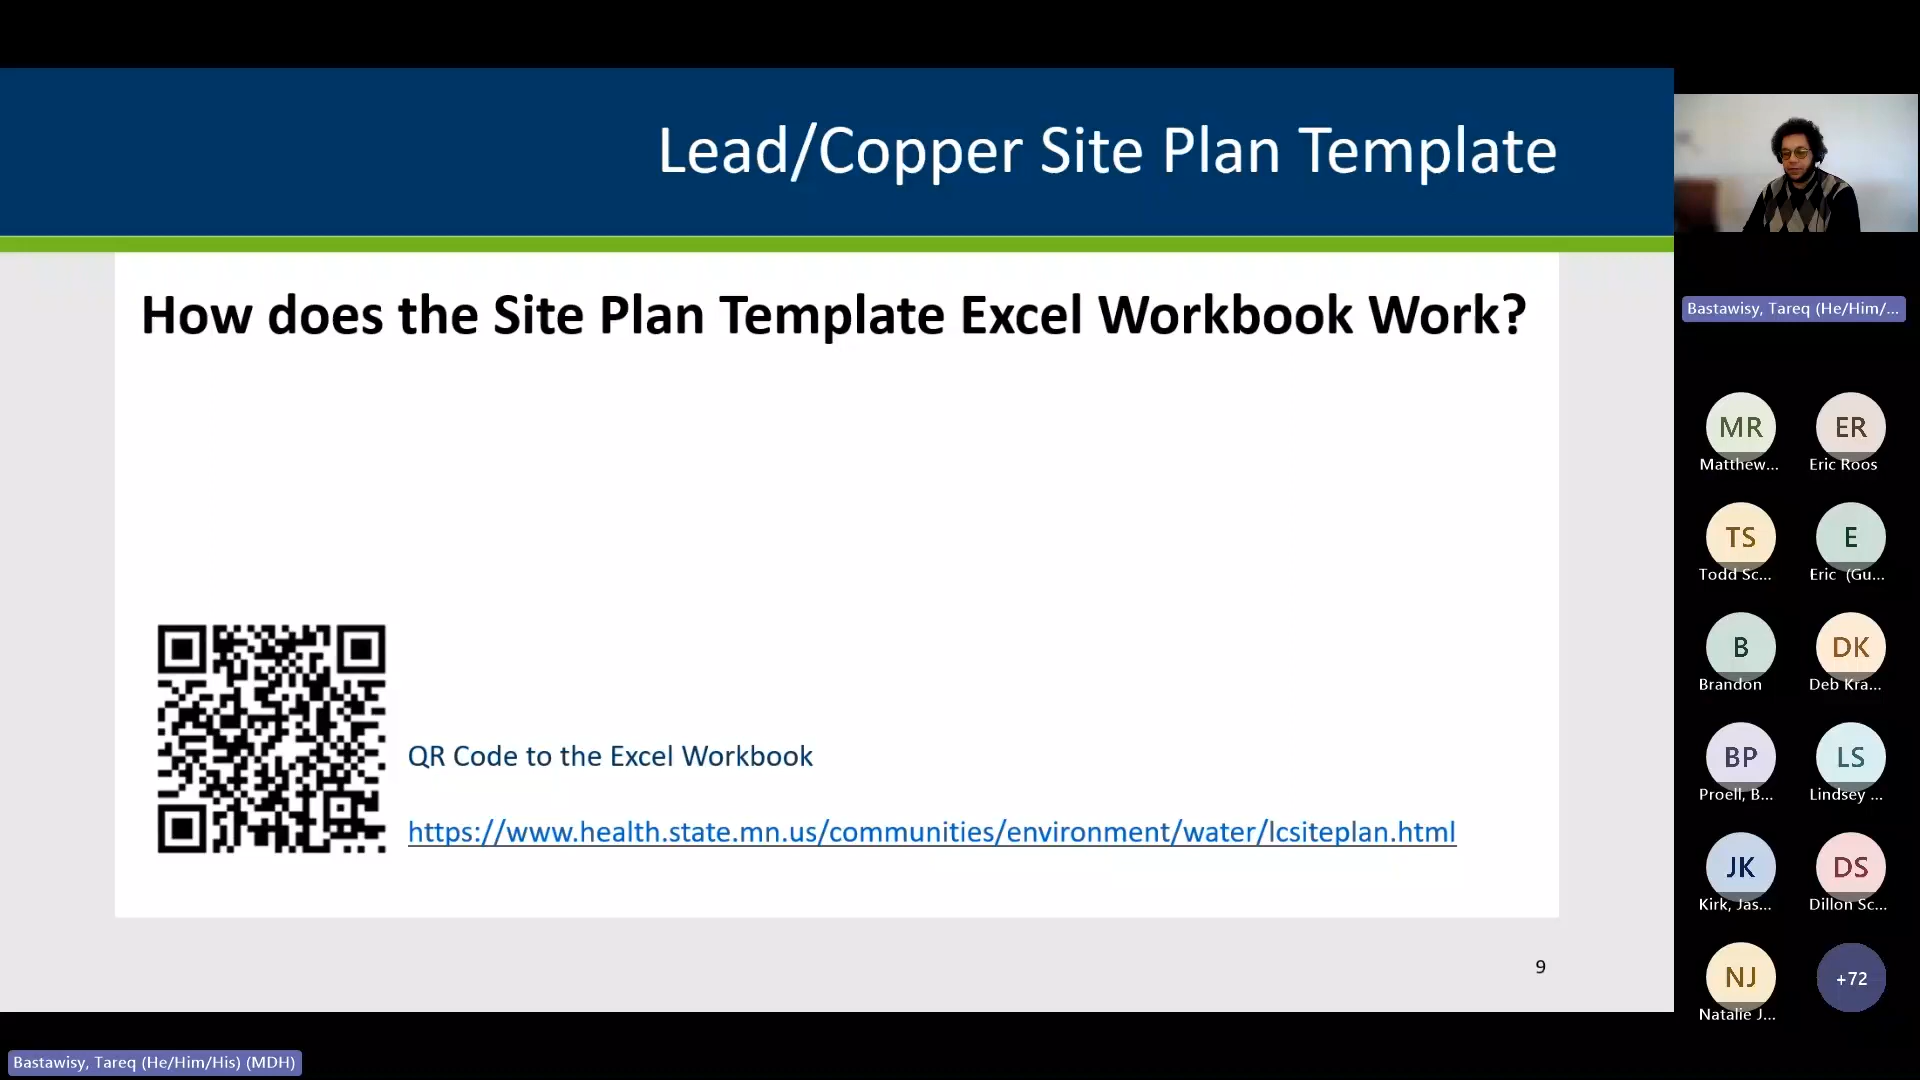 Lead/Copper Site Plan Template
How does the Site Plan Template Excel Workbook Work?
QR Code to the Excel Workbook
https://www.health.state.mn.us/communities/environment/water/lcsiteplan.html
9
Bastawisy, Tareq (He/Him/...
MR
Matthew...
ER
Eric Roos
TS
Todd Sc...
E
Eric (Gu...
B
Brandon
DK
Deb Kra...
BP
Proell, B...
LS
Lindsey ...
JK
Kirk, Jas...
DS
Dillon Sc...
NJ
Natalie J...
+72
Bastawisy, Tareq (He/Him/His) (MDH)